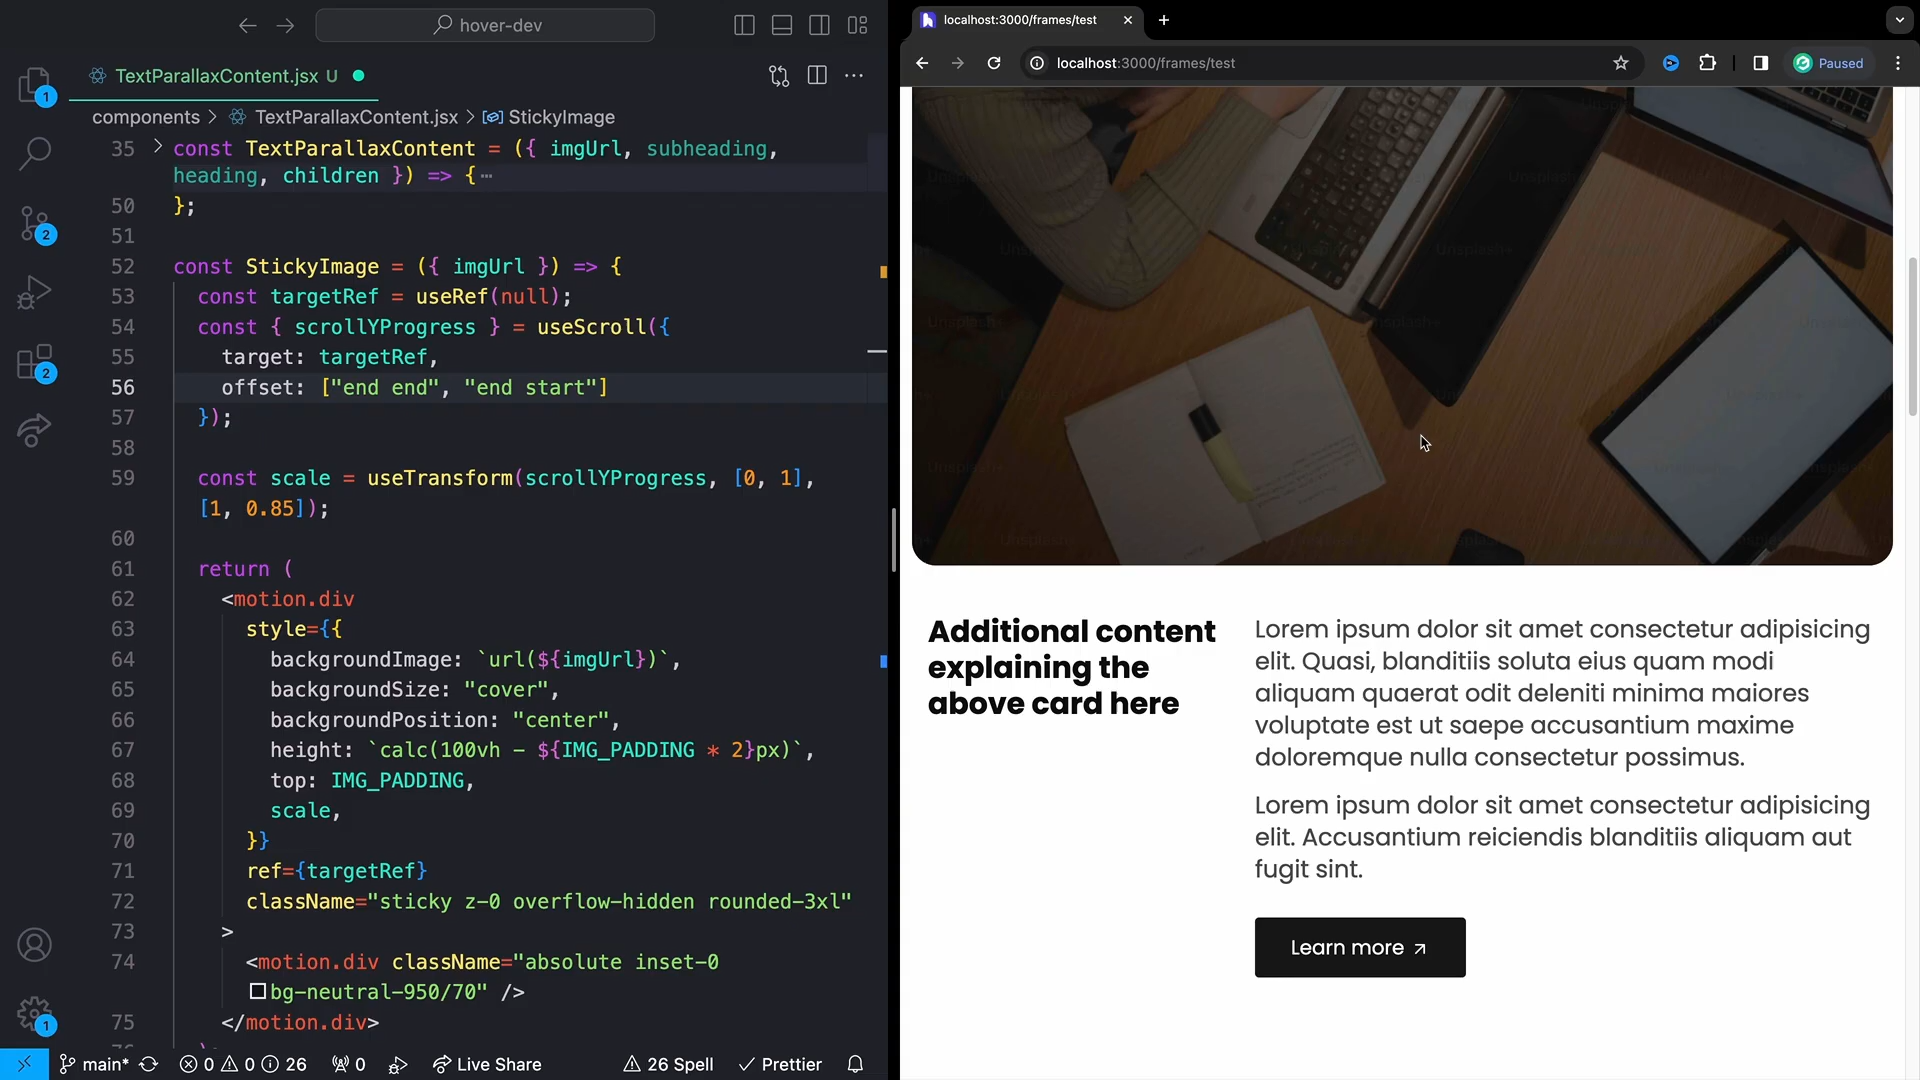 hover-dev
TextParallaxContent.jsx U
components > TextParallaxContent.jsx > StickyImage
35 const TextParallaxContent = ({ imgUrl, subheading,
heading, children }) => {⋯
50 };
51
52 const StickyImage = ({ imgUrl }) => {
53 const targetRef = useRef(null);
54 const { scrollYProgress } = useScroll({
55 target: targetRef,
56 offset: ["end end", "end start"]
57 });
58
59 const scale = useTransform(scrollYProgress, [0, 1],
[1, 0.85]);
60
61 return (
62 <motion.div
63 style={{
64 backgroundImage: `url(${imgUrl})`,
65 backgroundSize: "cover",
66 backgroundPosition: "center",
67 height: `calc(100vh - ${IMG_PADDING * 2}px)`,
68 top: IMG_PADDING,
69 scale,
70 }}
71 ref={targetRef}
72 className="sticky z-0 overflow-hidden rounded-3xl"
73 >
74 <motion.div className="absolute inset-0
bg-neutral-950/70" />
75 </motion.div>
1
2
2
1
main* 0 0 26 0 Live Share 26 Spell Prettier
localhost:3000/frames/test
localhost:3000/frames/test
Paused
Unsplash+
Additional content
explaining the
above card here
Lorem ipsum dolor sit amet consectetur adipisicing
elit. Quasi, blanditiis soluta eius quam modi
aliquam quaerat odit deleniti minima maiores
voluptate est ut saepe accusantium maxime
doloremque nulla consectetur possimus.
Lorem ipsum dolor sit amet consectetur adipisicing
elit. Accusantium reiciendis blanditiis aliquam aut
fugit sint.
Learn more